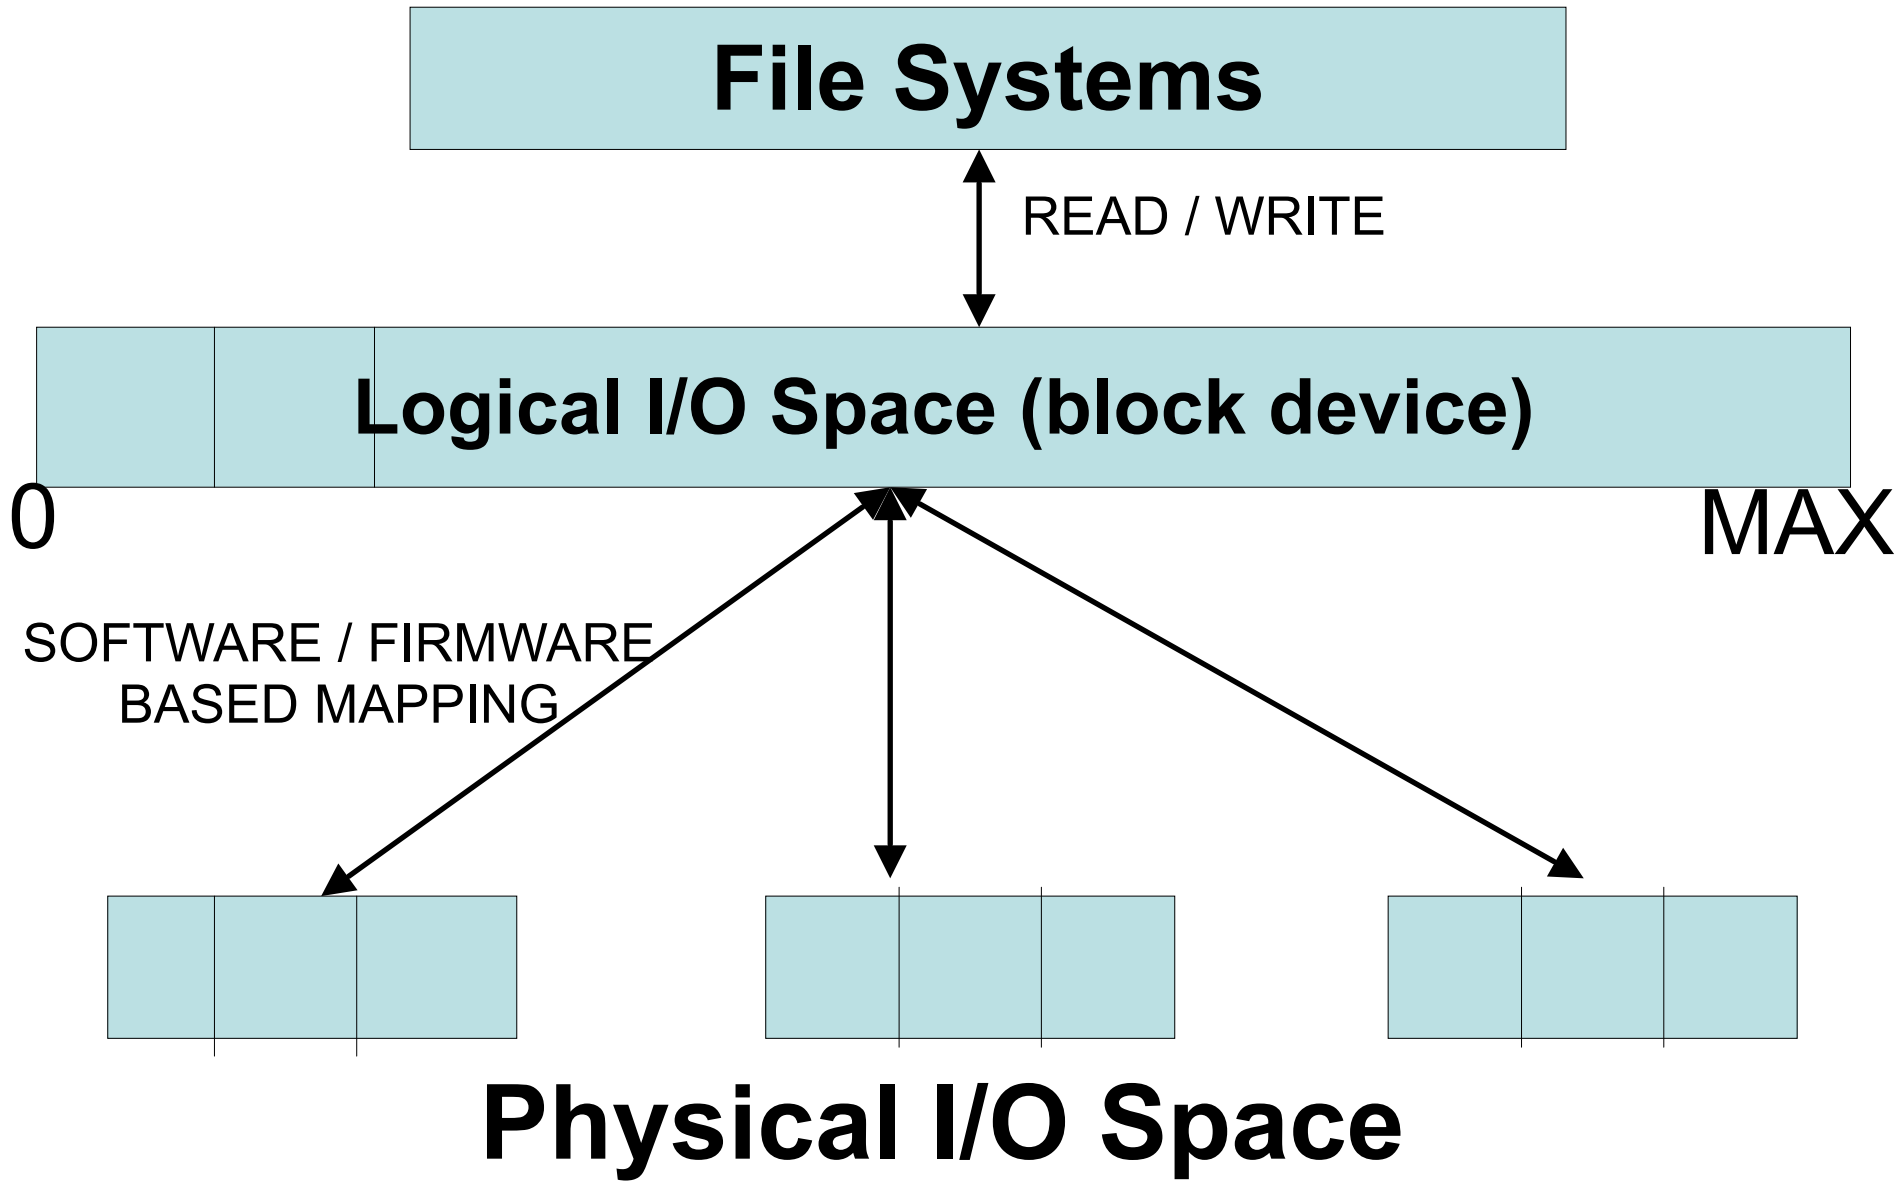 File Systems
READ / WRITE
Logical I/O Space (block device)
0
MAX
SOFTWARE / FIRMWARE
BASED MAPPING
Physical I/O Space